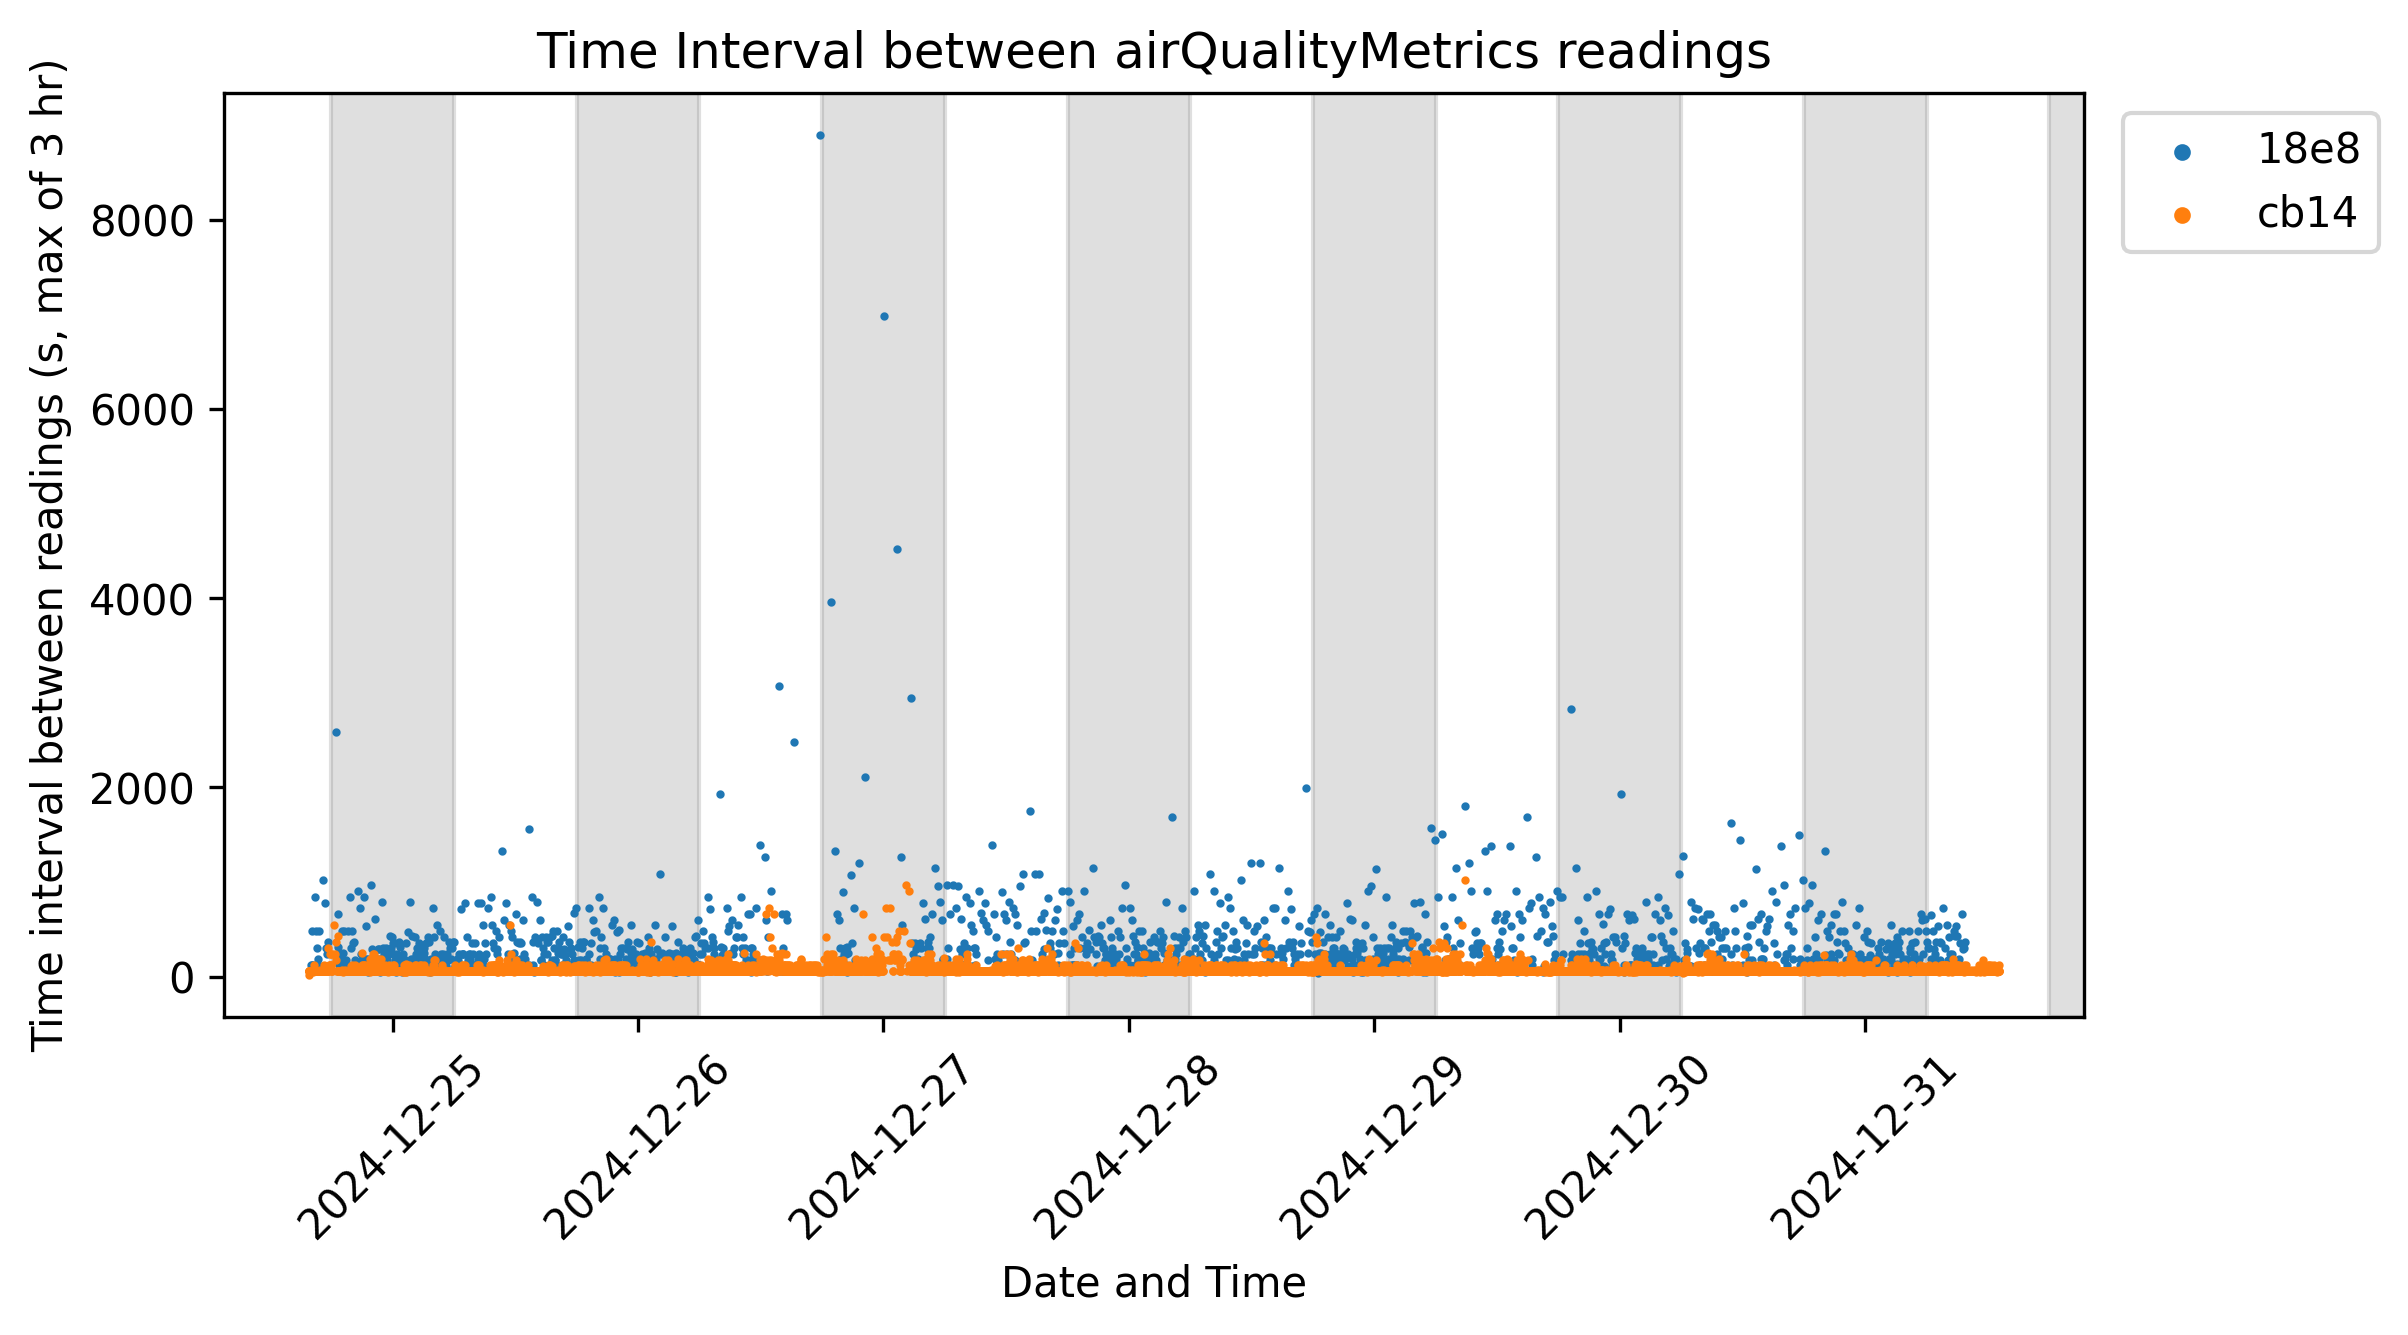 Time Interval between airQualityMetrics readings
Time interval between readings (s, max of 3 hr)
8000
6000
4000
2000
0
2024-12-25
2024-12-26
2024-12-27
2024-12-28
2024-12-29
2024-12-30
2024-12-31
Date and Time
18e8
cb14